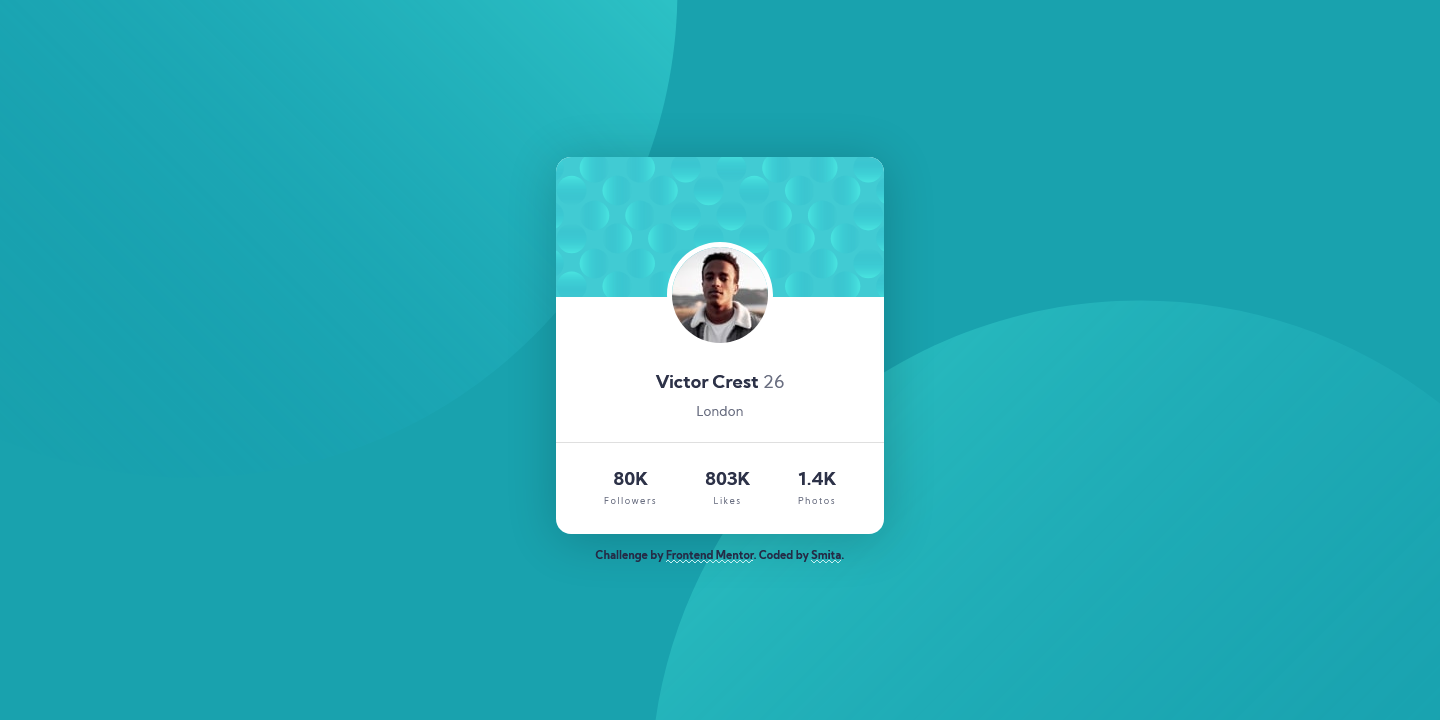 Victor Crest 26
London
80K 803K 1.4K
Followers Likes Photos
Challenge by Frontend Mentor. Coded by Smita.